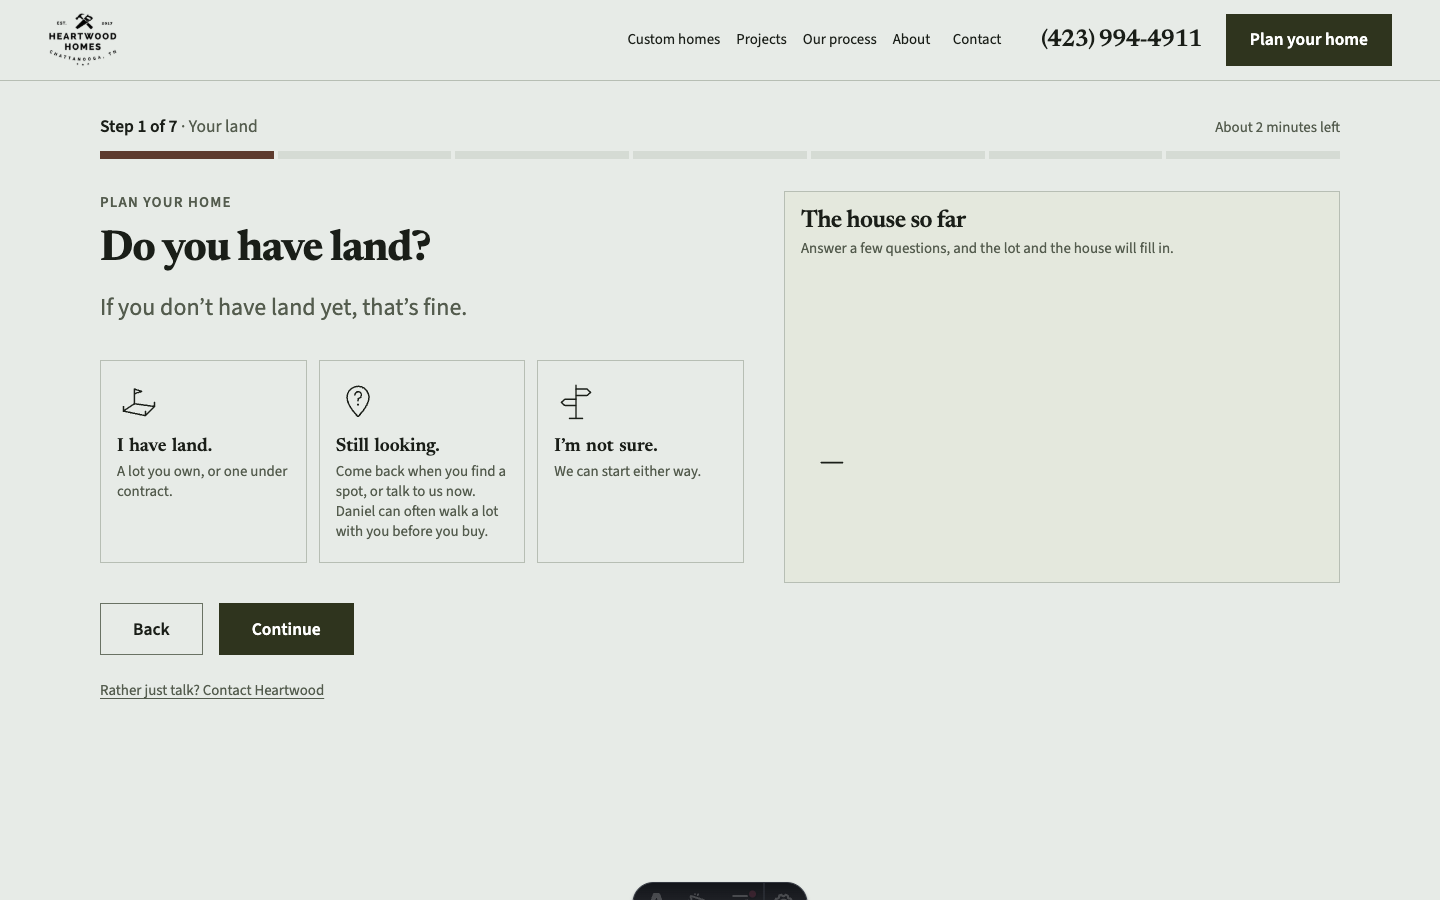 EST. 2017
HEARTWOOD
HOMES
CHATTANOOGA, TN
Custom homes
Projects
Our process
About
Contact
(423) 994-4911
Plan your home
Step 1 of 7 · Your land
About 2 minutes left
PLAN YOUR HOME
Do you have land?
If you don’t have land yet, that’s fine.
I have land.
A lot you own, or one under
contract.
Still looking.
Come back when you find a
spot, or talk to us now.
Daniel can often walk a lot
with you before you buy.
I’m not sure.
We can start either way.
Back
Continue
Rather just talk? Contact Heartwood
The house so far
Answer a few questions, and the lot and the house will fill in.